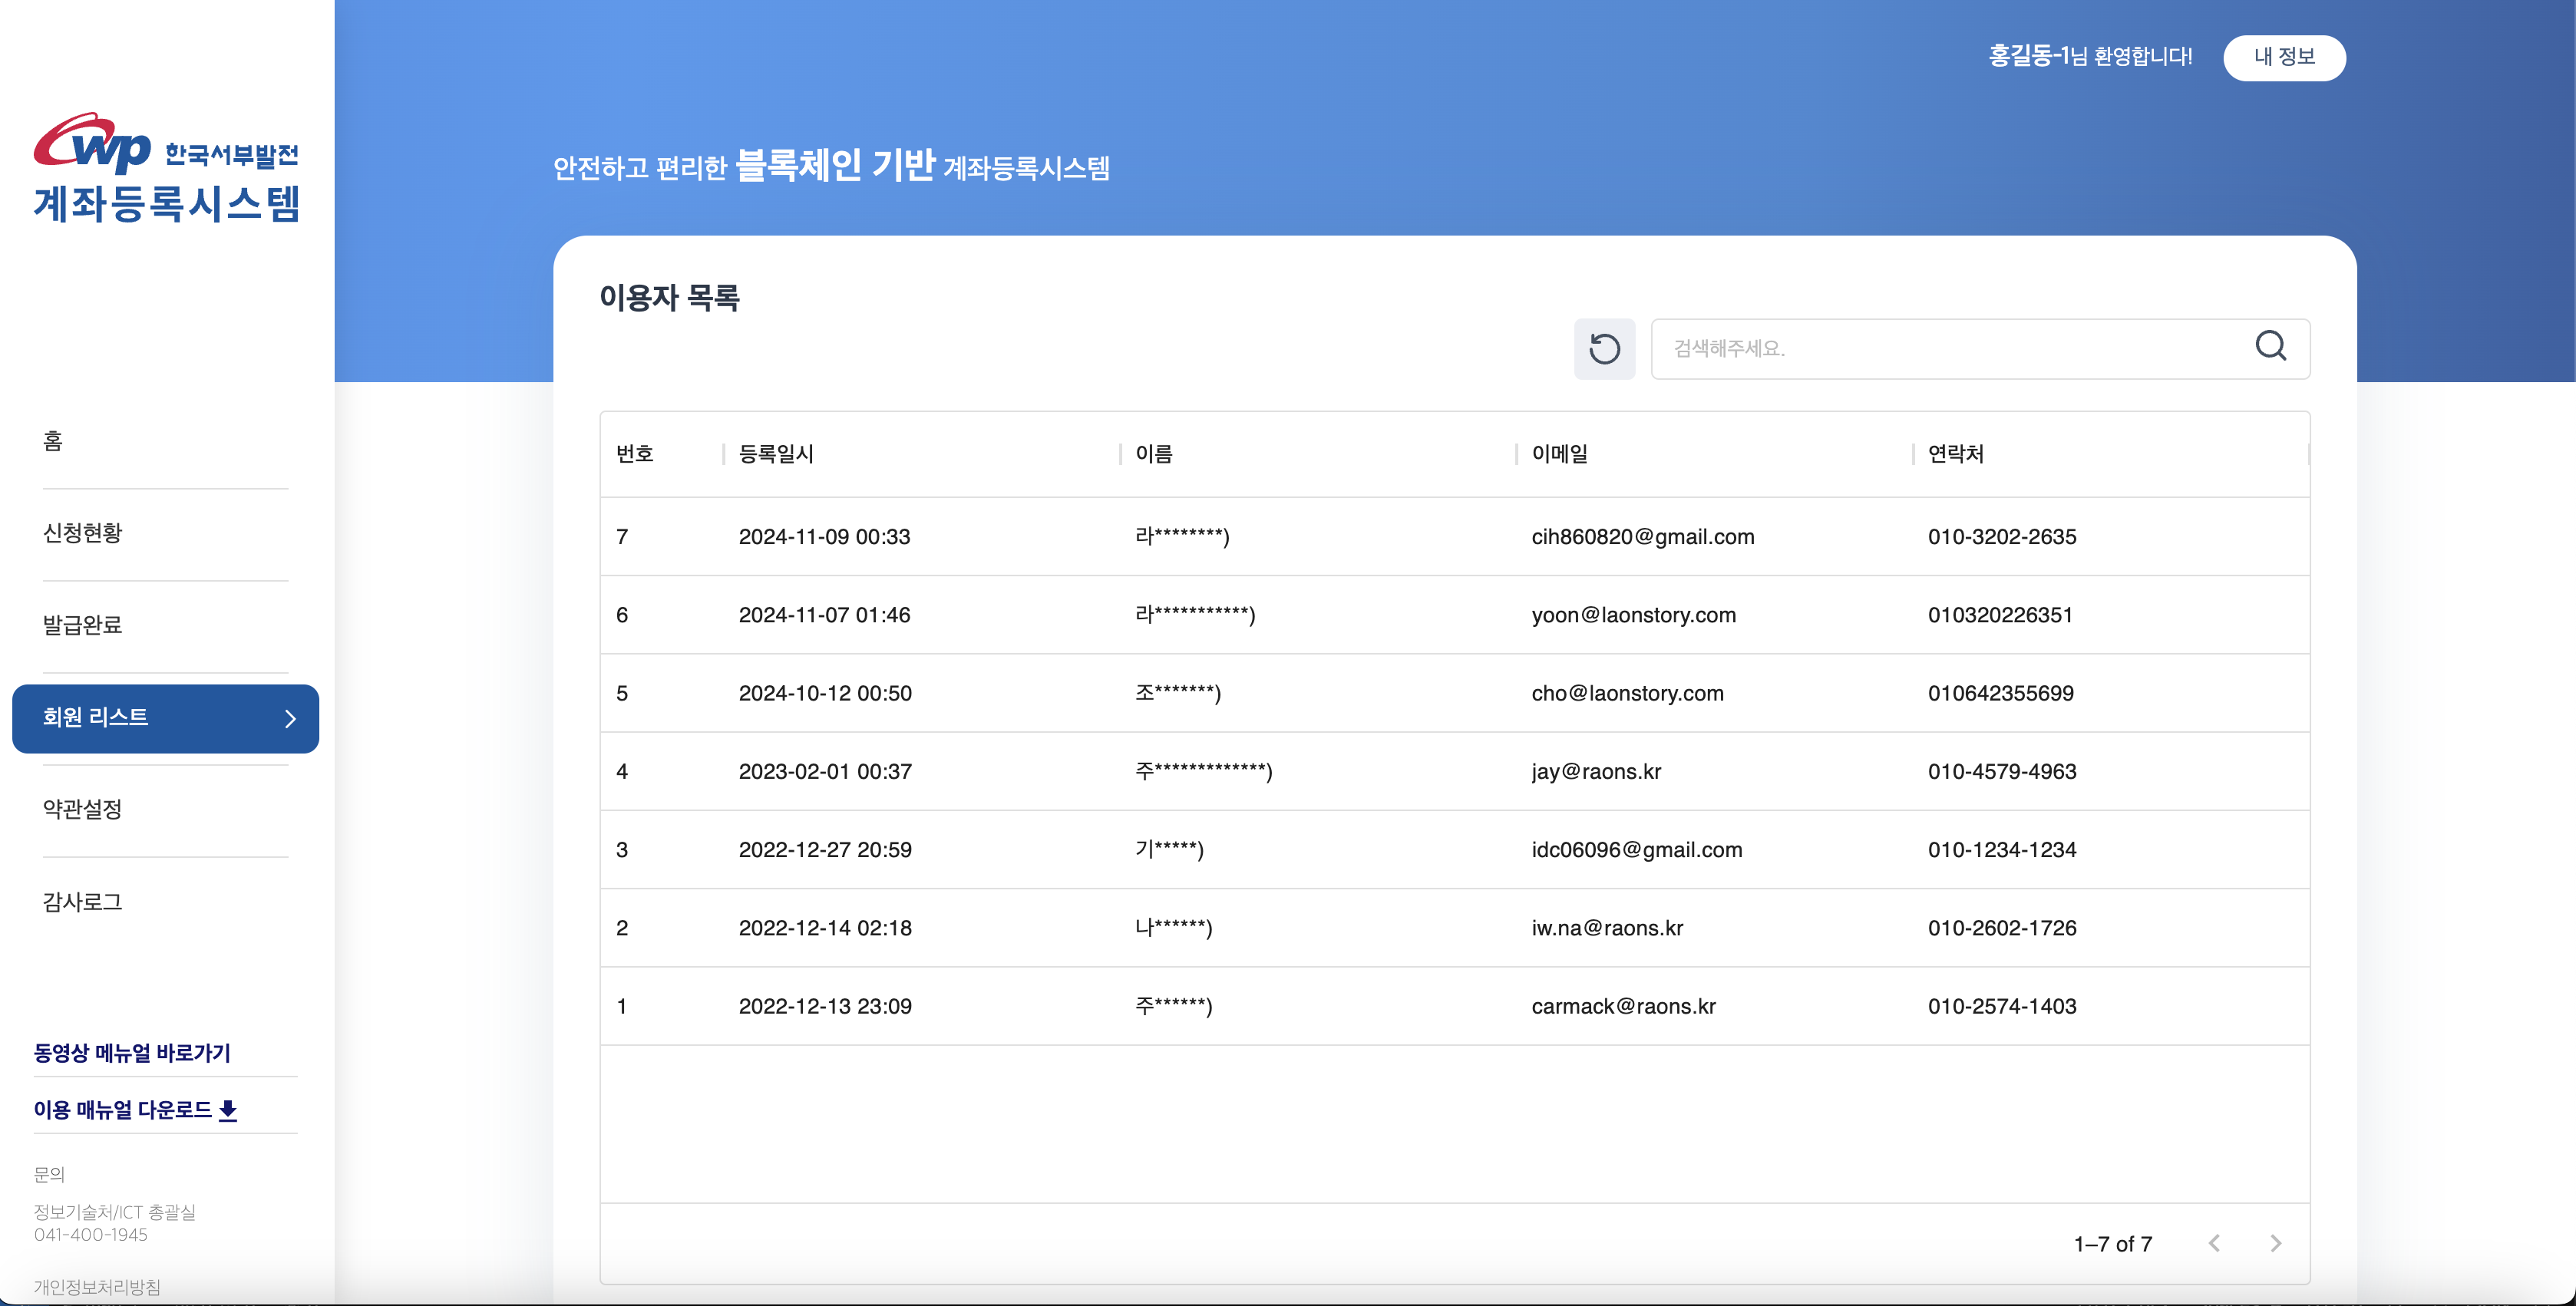 홍길동-1님 환영합니다!
내 정보
wp 한국서부발전
계좌등록시스템
안전하고 편리한 블록체인 기반 계좌등록시스템
홈
신청현황
발급완료
회원 리스트
약관설정
감사로그
동영상 메뉴얼 바로가기
이용 매뉴얼 다운로드
문의
정보기술처/ICT 총괄실
041-400-1945
개인정보처리방침
이용자 목록
검색해주세요.
번호 등록일시 이름 이메일 연락처
7 2024-11-09 00:33 라********) cih860820@gmail.com 010-3202-2635
6 2024-11-07 01:46 라***********) yoon@laonstory.com 010320226351
5 2024-10-12 00:50 조*******) cho@laonstory.com 010642355699
4 2023-02-01 00:37 주*************) jay@raons.kr 010-4579-4963
3 2022-12-27 20:59 기*****) idc06096@gmail.com 010-1234-1234
2 2022-12-14 02:18 나******) iw.na@raons.kr 010-2602-1726
1 2022-12-13 23:09 주******) carmack@raons.kr 010-2574-1403
1–7 of 7